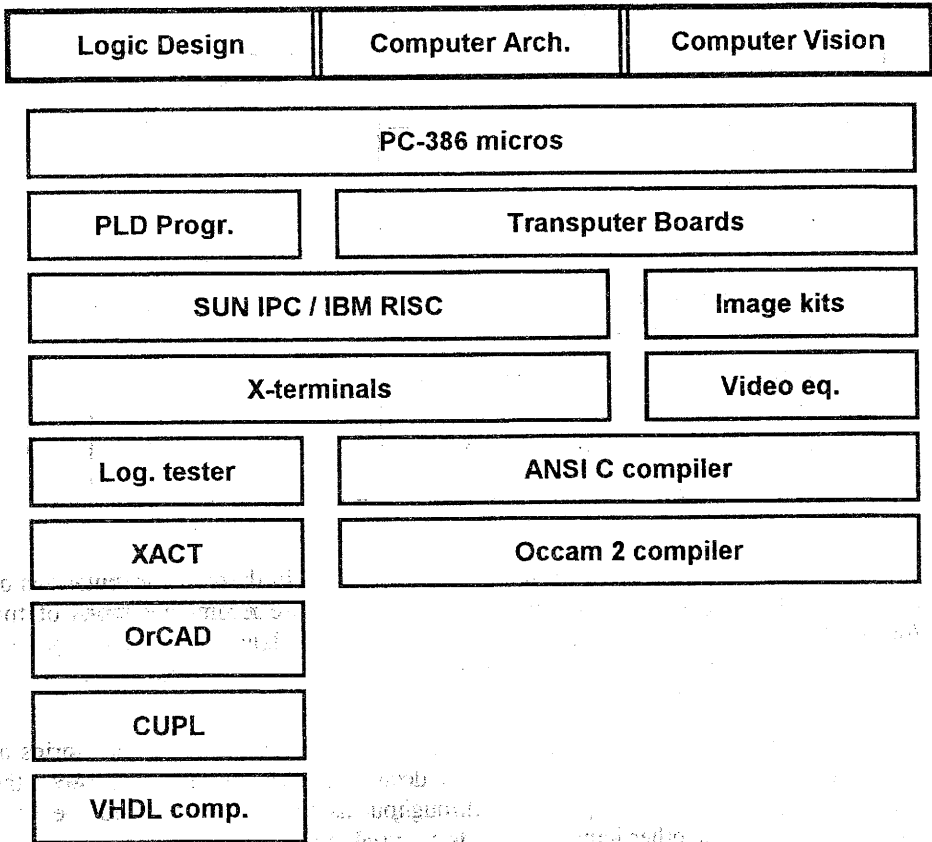 Logic Design
Computer Arch.
Computer Vision
PC-386 micros
PLD Progr.
Transputer Boards
SUN IPC / IBM RISC
Image kits
X-terminals
Video eq.
Log. tester
ANSI C compiler
XACT
Occam 2 compiler
OrCAD
CUPL
VHDL comp.